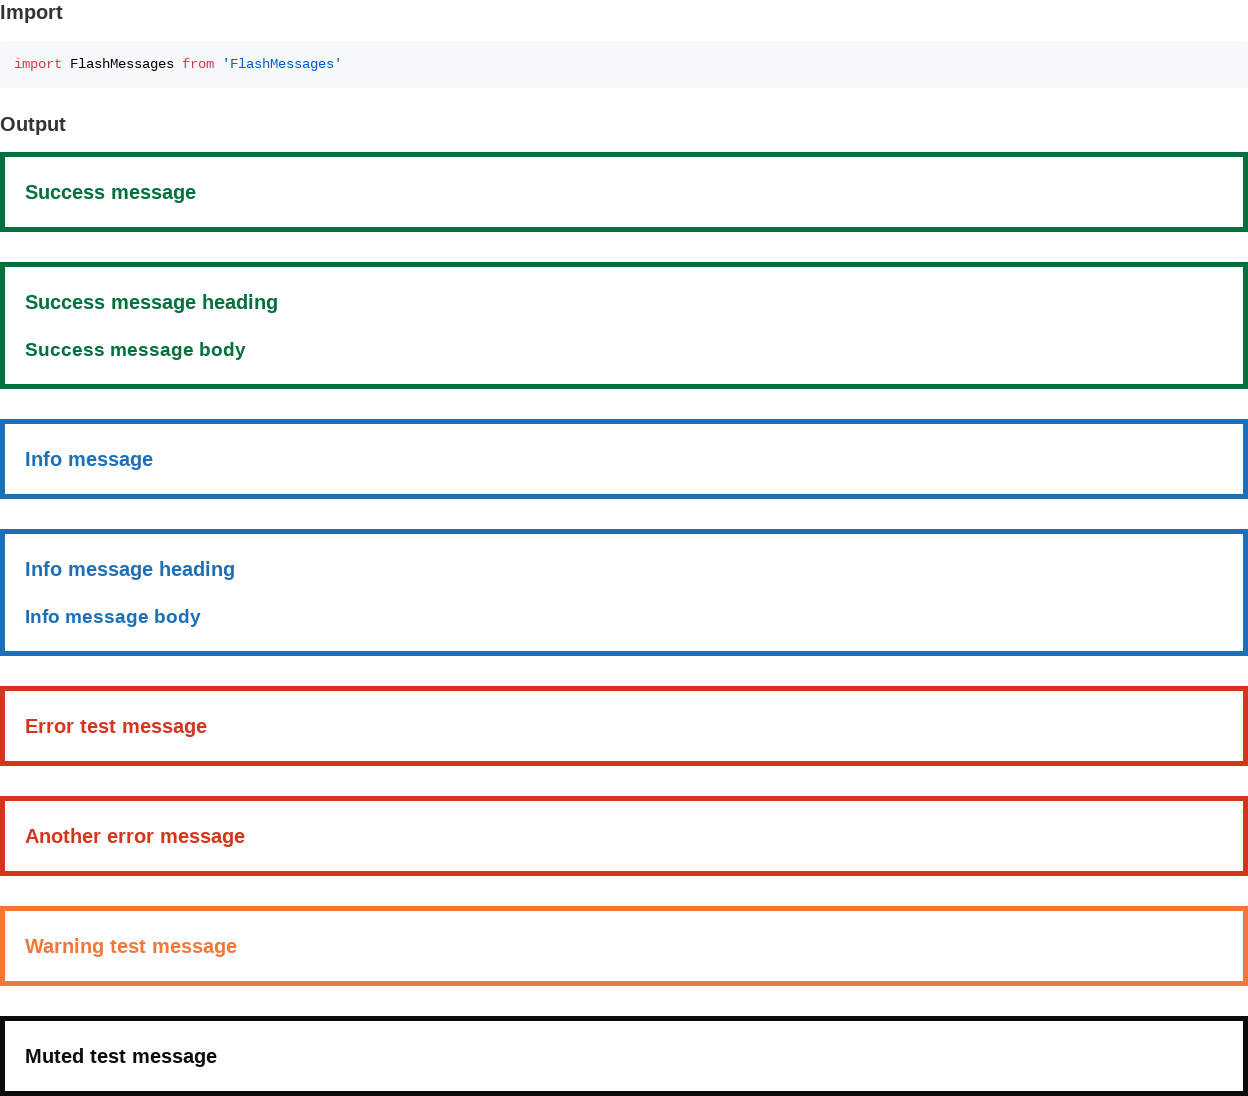 Import
import FlashMessages from 'FlashMessages'
Output
Success message
Success message heading
Success message body
Info message
Info message heading
Info message body
Error test message
Another error message
Warning test message
Muted test message